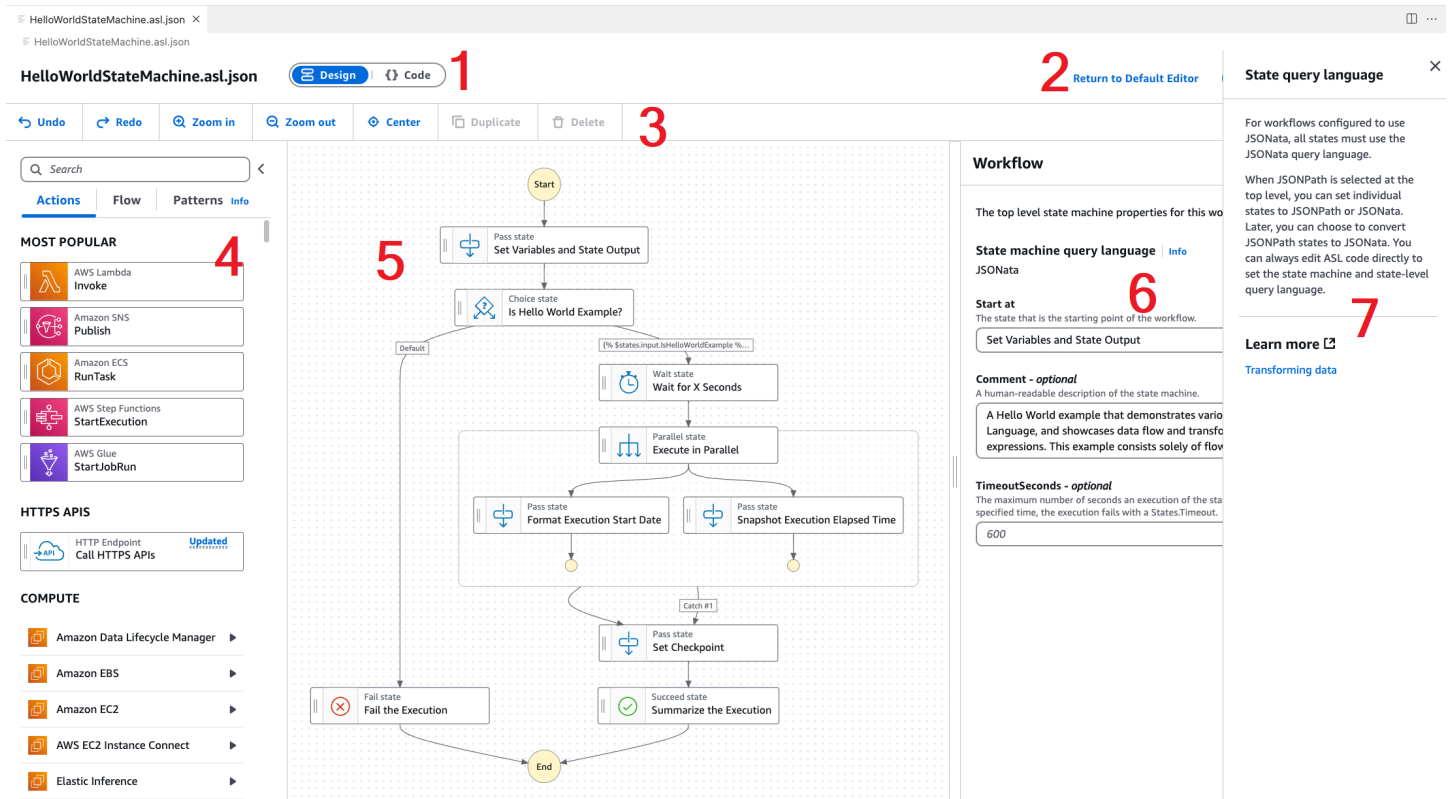 HelloWorldStateMachine.asl.json
HelloWorldStateMachine.asl.json
HelloWorldStateMachine.asl.json
Design
{} Code
1
2
Return to Default Editor
Undo
Redo
Zoom in
Zoom out
Center
Duplicate
Delete
3
Search
Actions
Flow
Patterns Info
MOST POPULAR
4
AWS Lambda
Invoke
Amazon SNS
Publish
Amazon ECS
RunTask
AWS Step Functions
StartExecution
AWS Glue
StartJobRun
HTTPS APIS
API
HTTP Endpoint
Call HTTPS APIs
Updated
COMPUTE
Amazon Data Lifecycle Manager
Amazon EBS
Amazon EC2
AWS EC2 Instance Connect
Elastic Inference
5
Start
Pass state
Set Variables and State Output
Choice state
Is Hello World Example?
Default
{% $states.input.IsHelloWorldExample %...
Wait state
Wait for X Seconds
Parallel state
Execute in Parallel
Pass state
Format Execution Start Date
Pass state
Snapshot Execution Elapsed Time
Catch #1
Pass state
Set Checkpoint
Fail state
Fail the Execution
Succeed state
Summarize the Execution
End
Workflow
The top level state machine properties for this wo
State machine query language Info
JSONata
6
Start at
The state that is the starting point of the workflow.
Set Variables and State Output
Comment - optional
A human-readable description of the state machine.
A Hello World example that demonstrates vario
Language, and showcases data flow and transfo
expressions. This example consists solely of flow
TimeoutSeconds - optional
The maximum number of seconds an execution of the sta
specified time, the execution fails with a States.Timeout.
600
State query language
For workflows configured to use
JSONata, all states must use the
JSONata query language.
When JSONPath is selected at the
top level, you can set individual
states to JSONPath or JSONata.
Later, you can choose to convert
JSONPath states to JSONata. You
can always edit ASL code directly to
set the state machine and state-level
query language.
7
Learn more
Transforming data